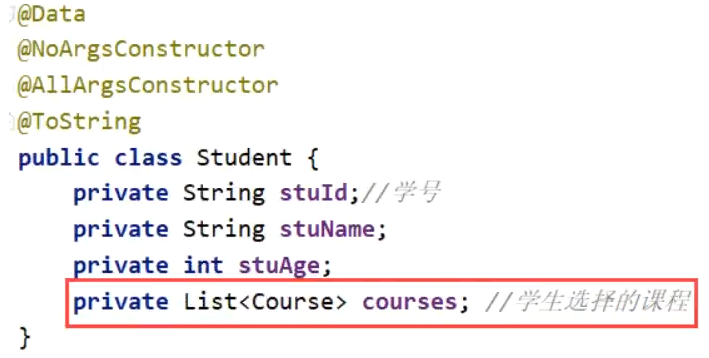 @Data
@NoArgsConstructor
@AllArgsConstructor
@ToString
public class Student {
private String stuId;//学号
private String stuName;
private int stuAge;
private List<Course> courses; //学生选择的课程
}